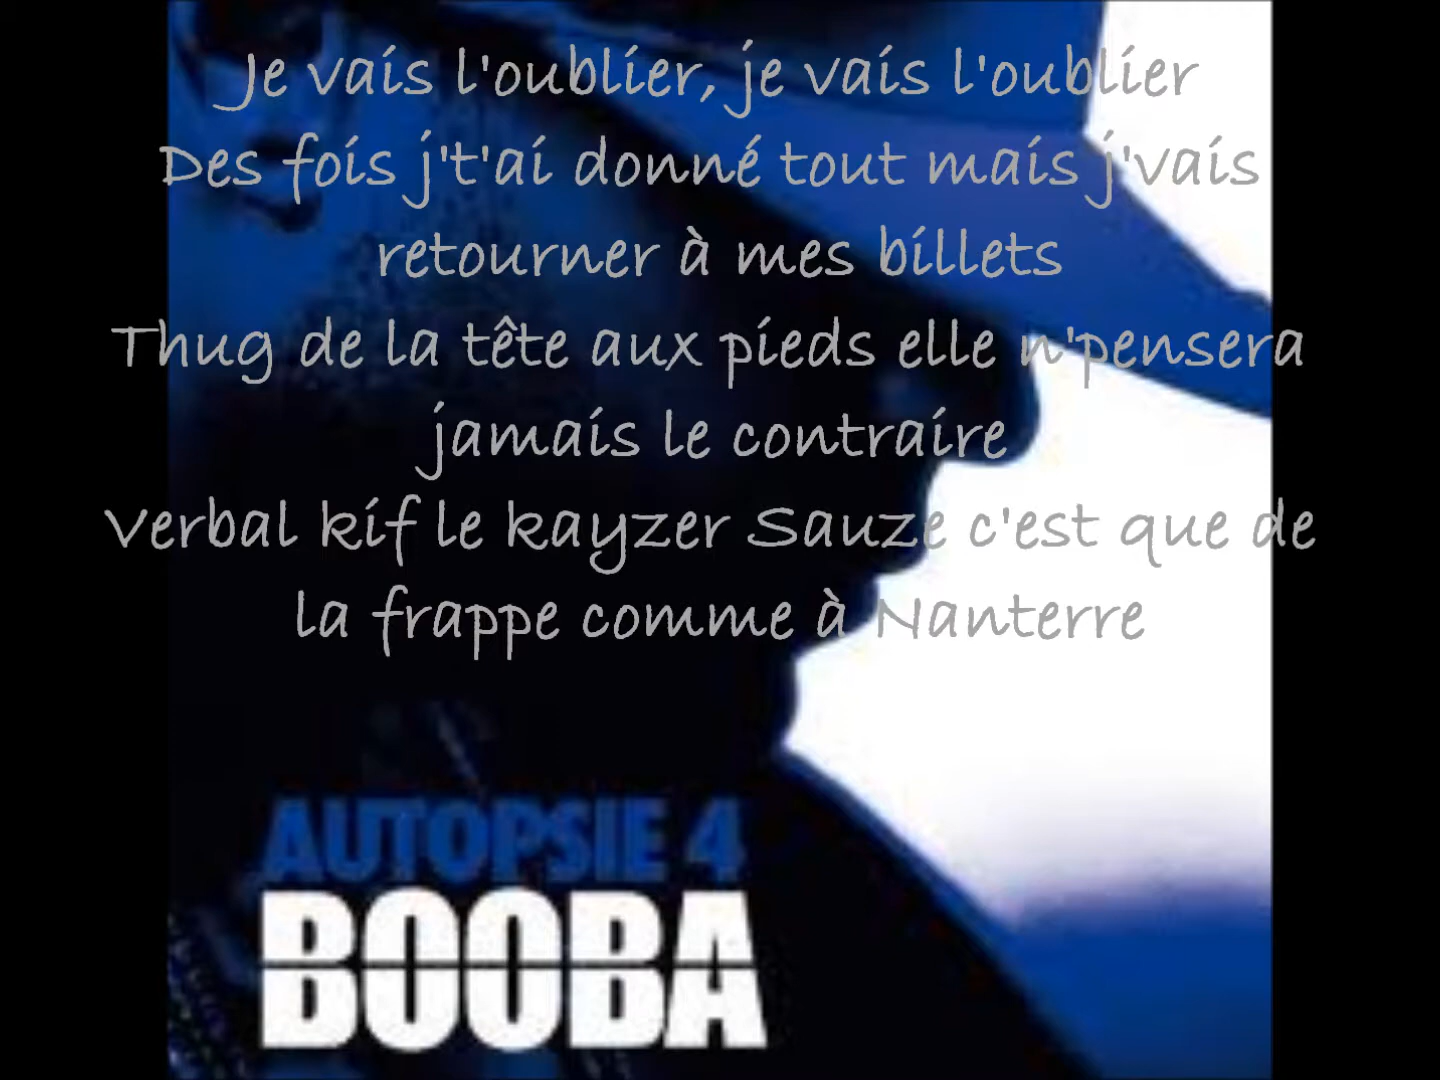 Je vais l'oublier, je vais l'oublier
Des fois j't'ai donné tout mais j'vais
retourner à mes billets
Thug de la tête aux pieds elle n'pensera
jamais le contraire
Verbal kif le kayzer Sauze c'est que de
la frappe comme à Nanterre
AUTOPSIE 4
BOOBA